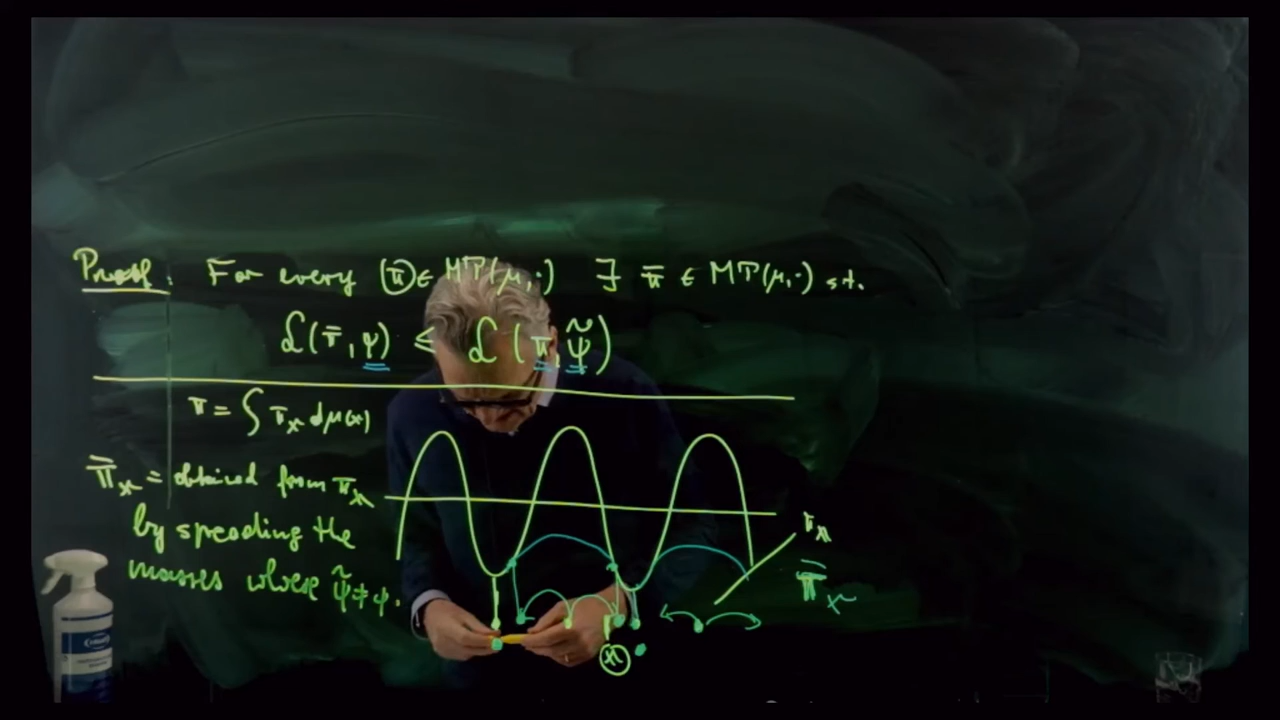 Proof: For every π ∈ MT(μ,·) ∃ π̄ ∈ MT(μ,·) s.t.
L(π̄,ψ) ≤ L(π,ψ̃)
π = ∫ πₓ dμ(x)
π̄ₓ = obtained from πₓ
by spreading the
masses where ψ̃≠ψ.
πₓ
π̄ₓ
x